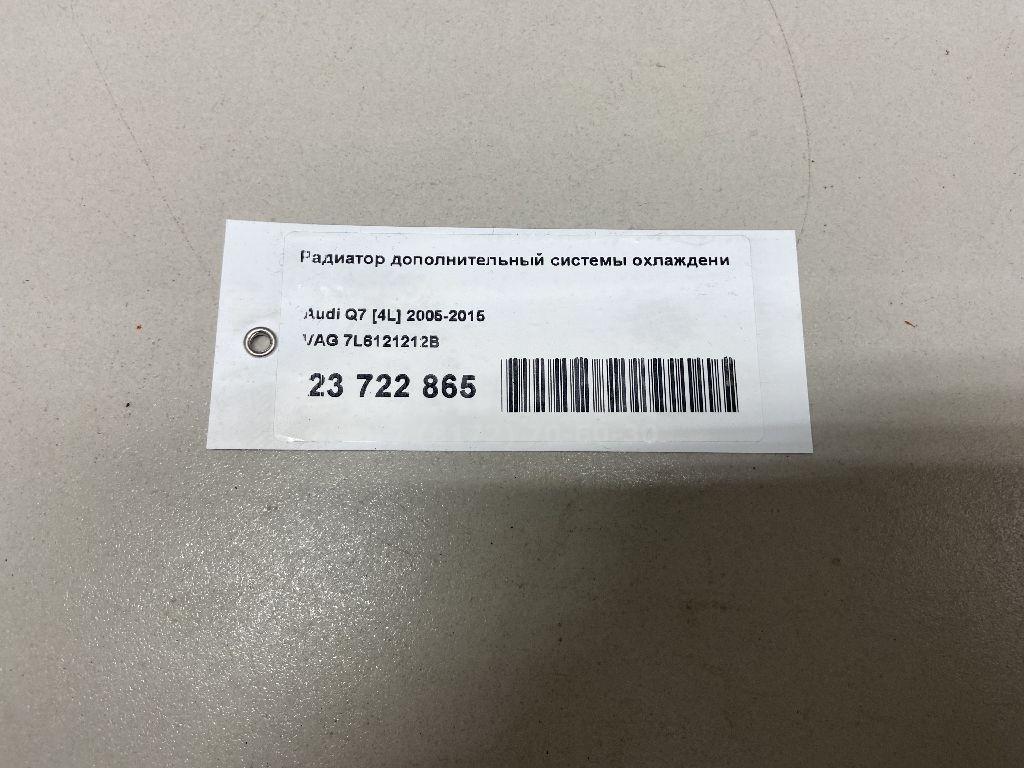 Радиатор дополнительный системы охлаждени
Audi Q7 [4L] 2005-2015
VAG 7L6121212B
23 722 865